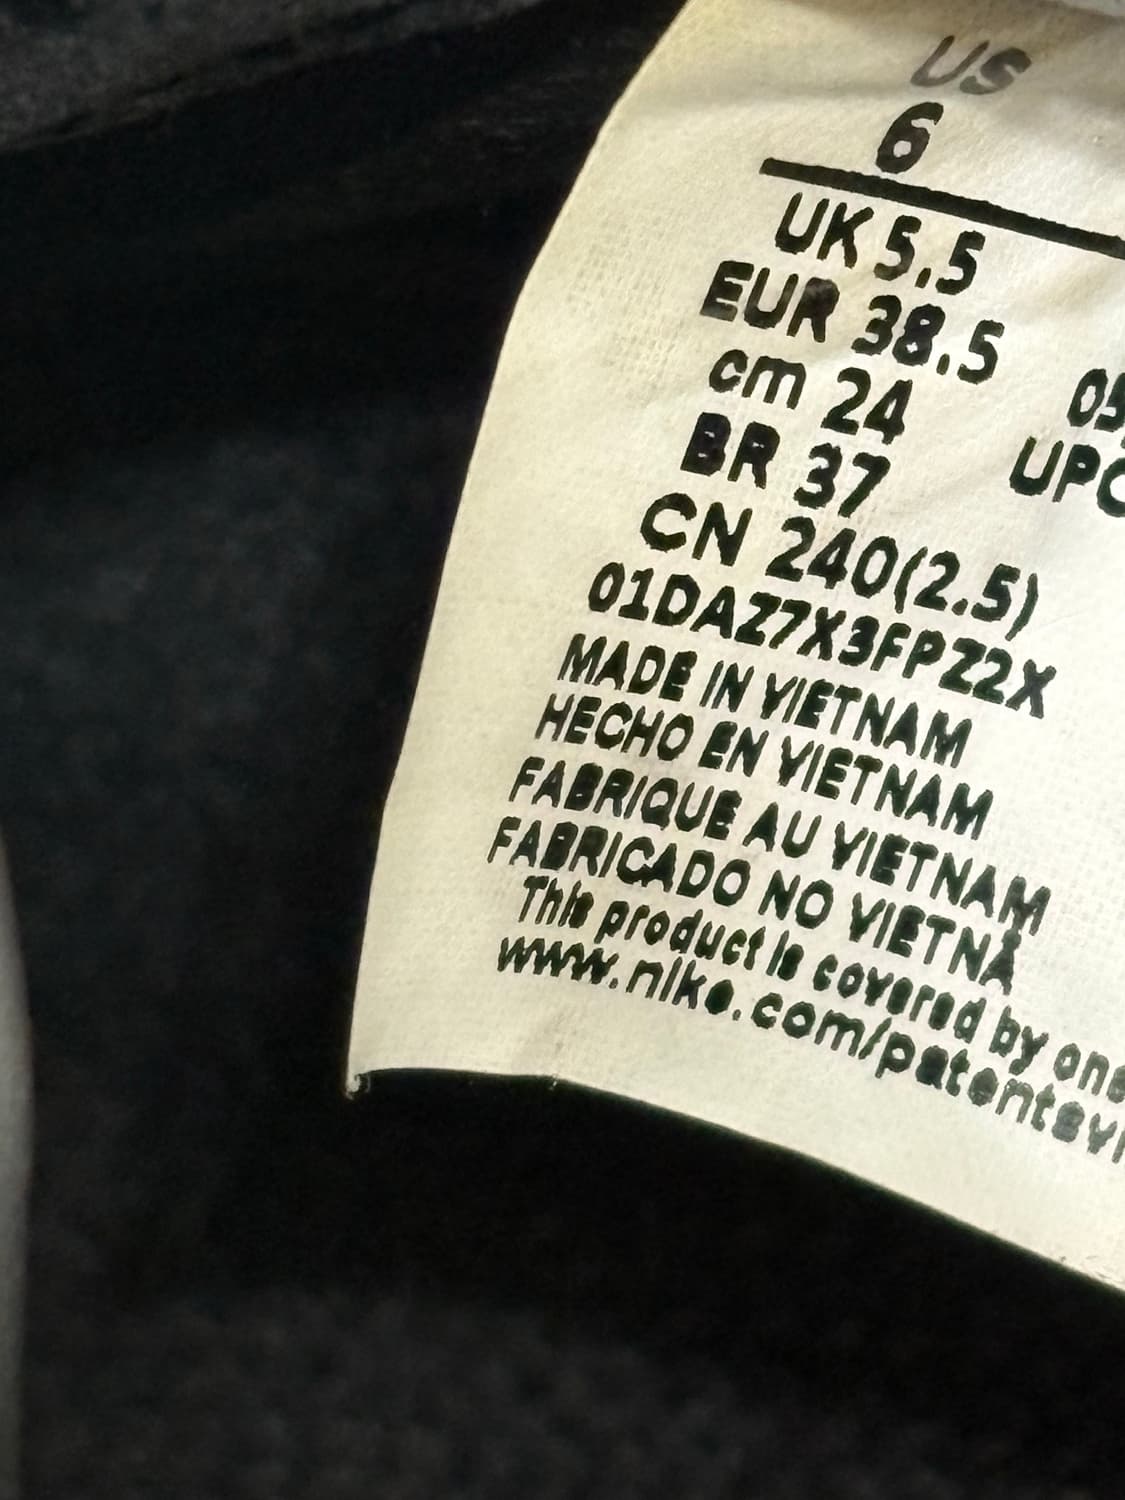 US
6
UK 5.5
EUR 38.5
cm 24
BR 37
UPC
CN 240(2.5)
01DAZ7X3FPZ2X
MADE IN VIETNAM
HECHO EN VIETNAM
FABRIQUE AU VIETNAM
FABRICADO NO VIETNÃ
This product is covered by one
www.nike.com/patents